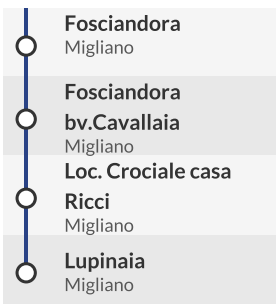 Fosciandora
Migliano
Fosciandora
bv.Cavallaia
Migliano
Loc. Crociale casa
Ricci
Migliano
Lupinaia
Migliano